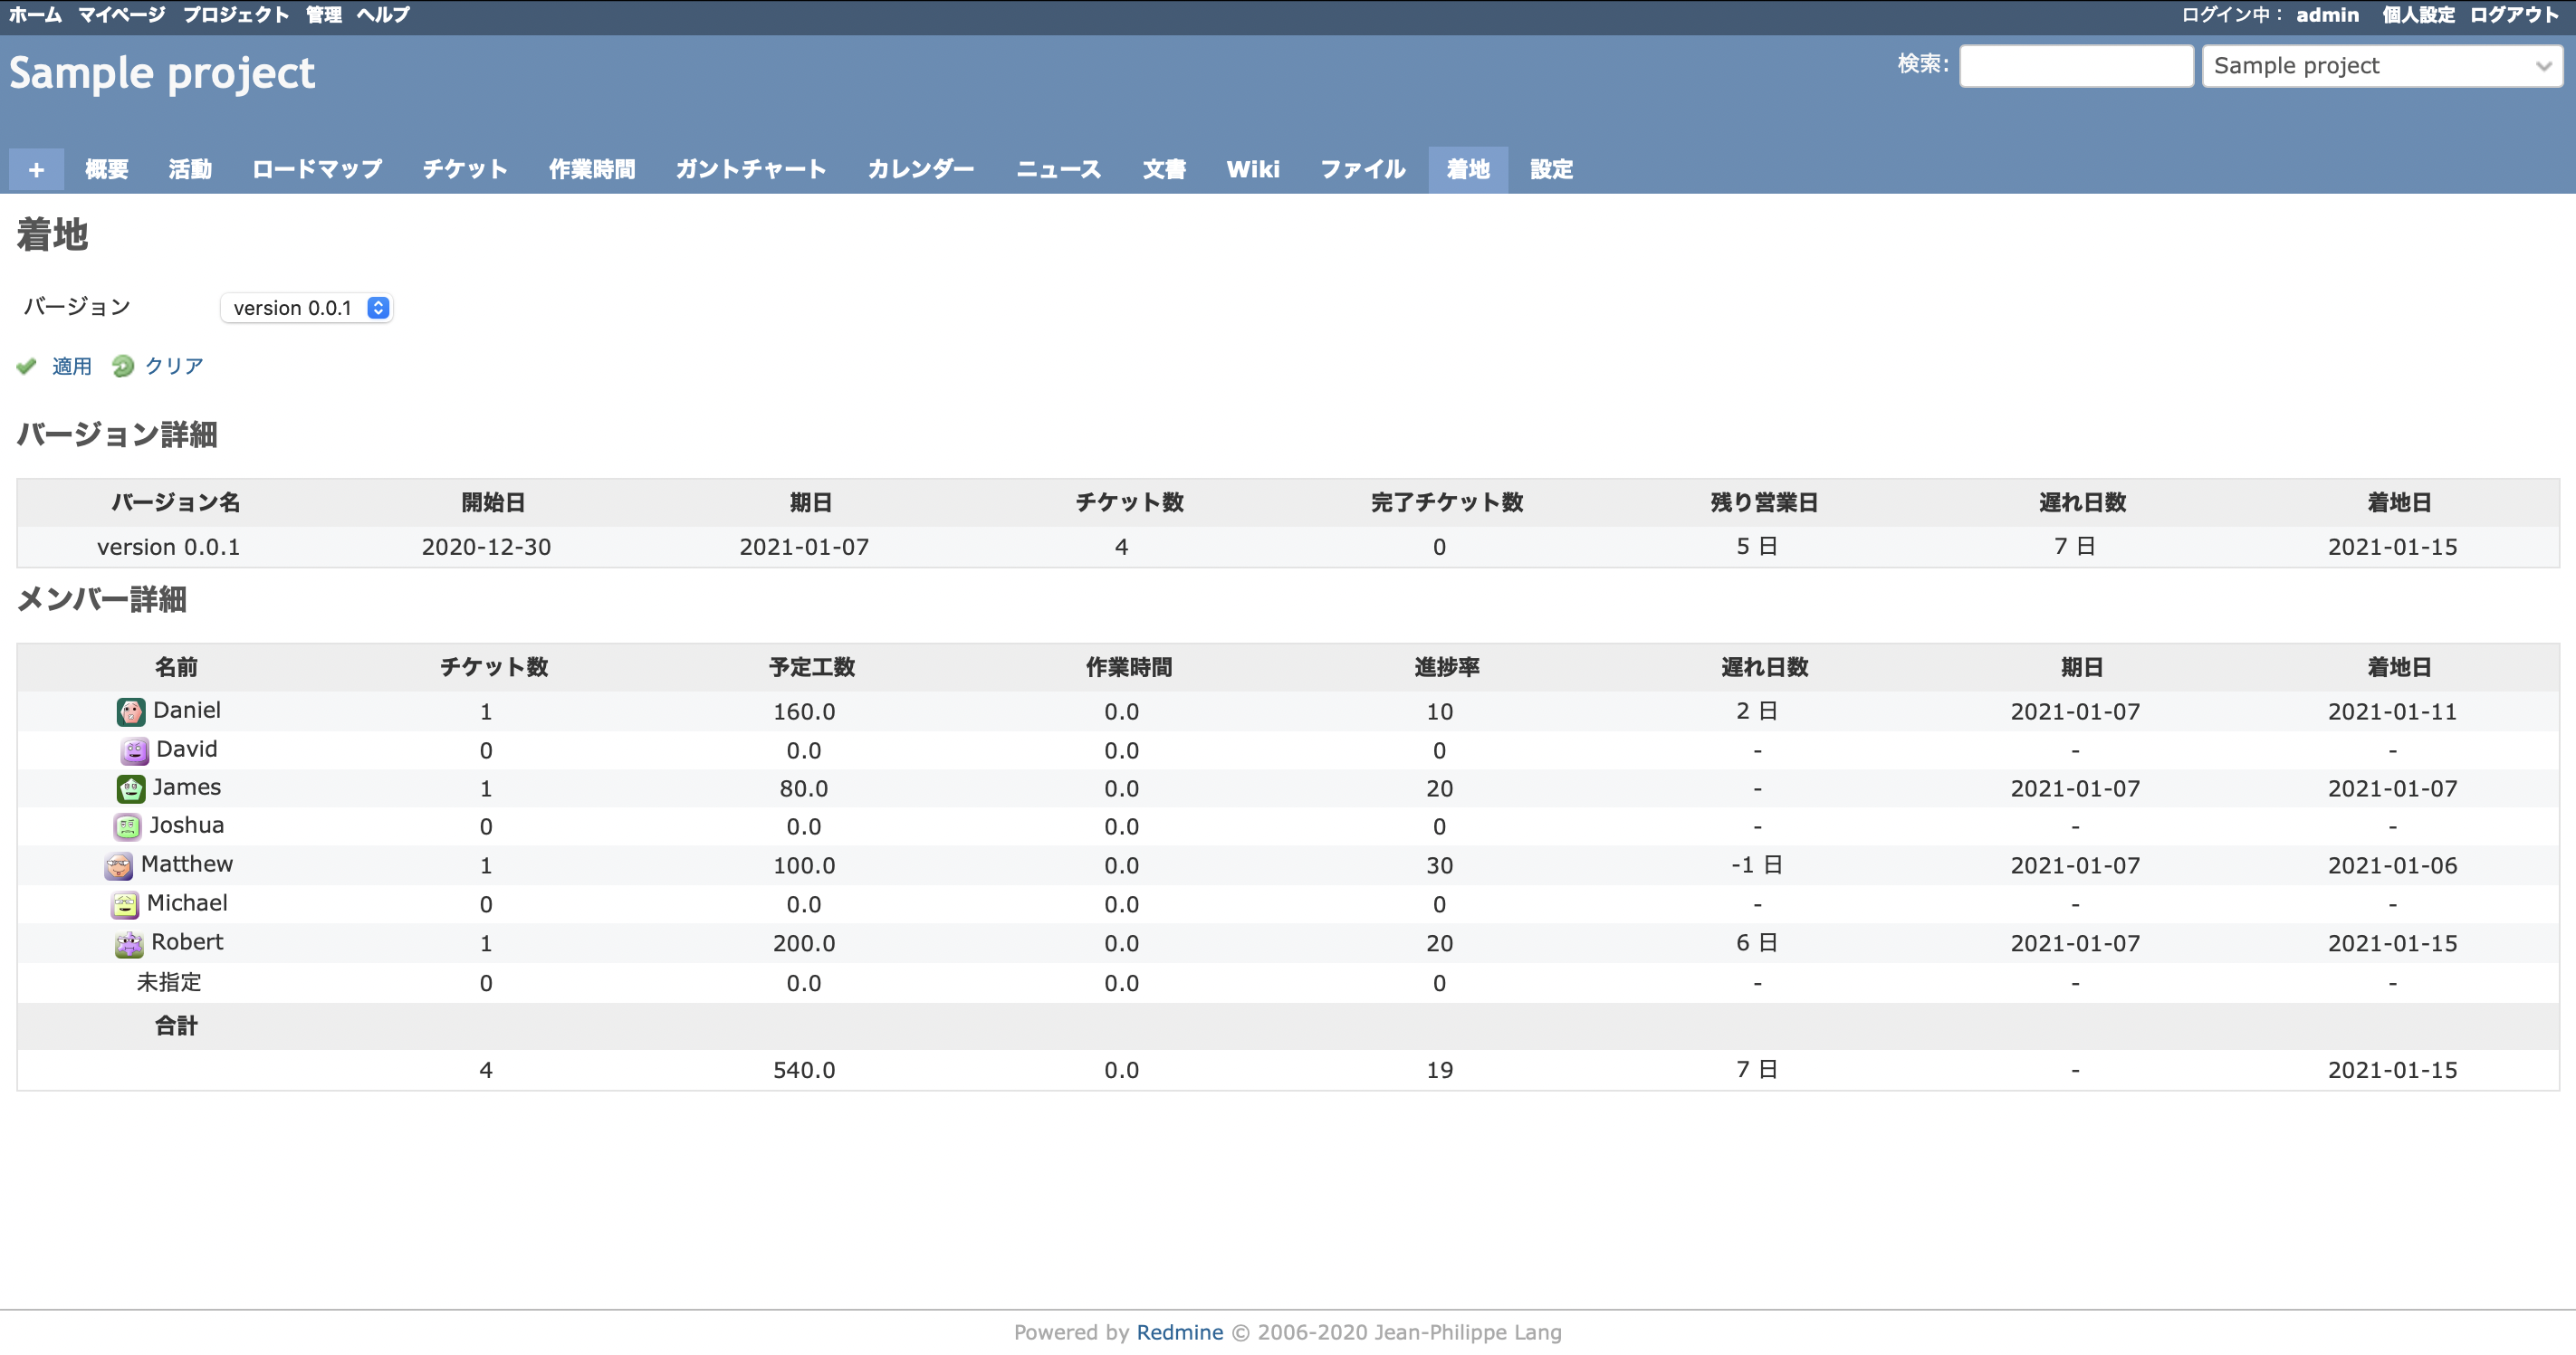 ホーム マイページ プロジェクト 管理 ヘルプ ログイン中： admin 個人設定 ログアウト
Sample project 検索: Sample project
+ 概要 活動 ロードマップ チケット 作業時間 ガントチャート カレンダー ニュース 文書 Wiki ファイル 着地 設定
着地
バージョン version 0.0.1
適用 クリア
バージョン詳細
バージョン名 開始日 期日 チケット数 完了チケット数 残り営業日 遅れ日数 着地日
version 0.0.1 2020-12-30 2021-01-07 4 0 5 日 7 日 2021-01-15
メンバー詳細
名前 チケット数 予定工数 作業時間 進捗率 遅れ日数 期日 着地日
Daniel 1 160.0 0.0 10 2 日 2021-01-07 2021-01-11
David 0 0.0 0.0 0 - - -
James 1 80.0 0.0 20 - 2021-01-07 2021-01-07
Joshua 0 0.0 0.0 0 - - -
Matthew 1 100.0 0.0 30 -1 日 2021-01-07 2021-01-06
Michael 0 0.0 0.0 0 - - -
Robert 1 200.0 0.0 20 6 日 2021-01-07 2021-01-15
未指定 0 0.0 0.0 0 - - -
合計
4 540.0 0.0 19 7 日 - 2021-01-15
Powered by Redmine © 2006-2020 Jean-Philippe Lang